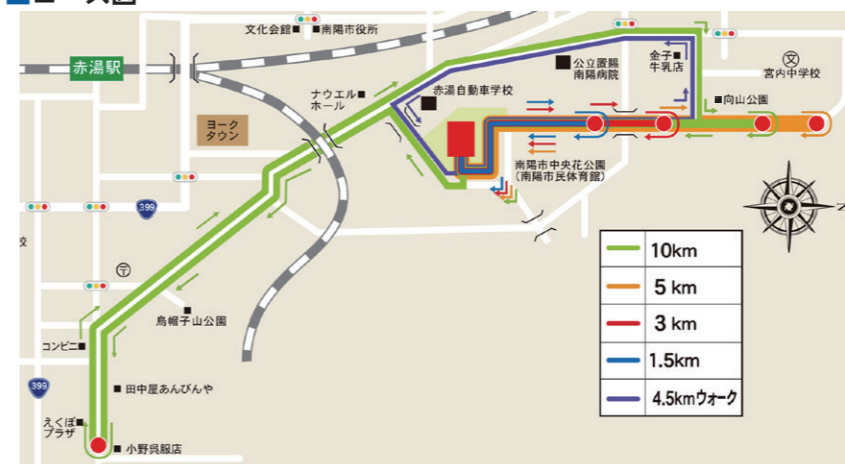 コース図
文化会館
南陽市役所
赤湯駅
ナウエル
ホール
赤湯自動車学校
公立置賜
南陽病院
金子
牛乳店
文
宮内中学校
向山公園
ヨーク
タウン
南陽市中央花公園
(南陽市民体育館)
399
校
〒
烏帽子山公園
コンビニ
399
田中屋あんびんや
えくぼ
プラザ
小野呉服店
10km
5 km
3 km
1.5km
4.5kmウォーク